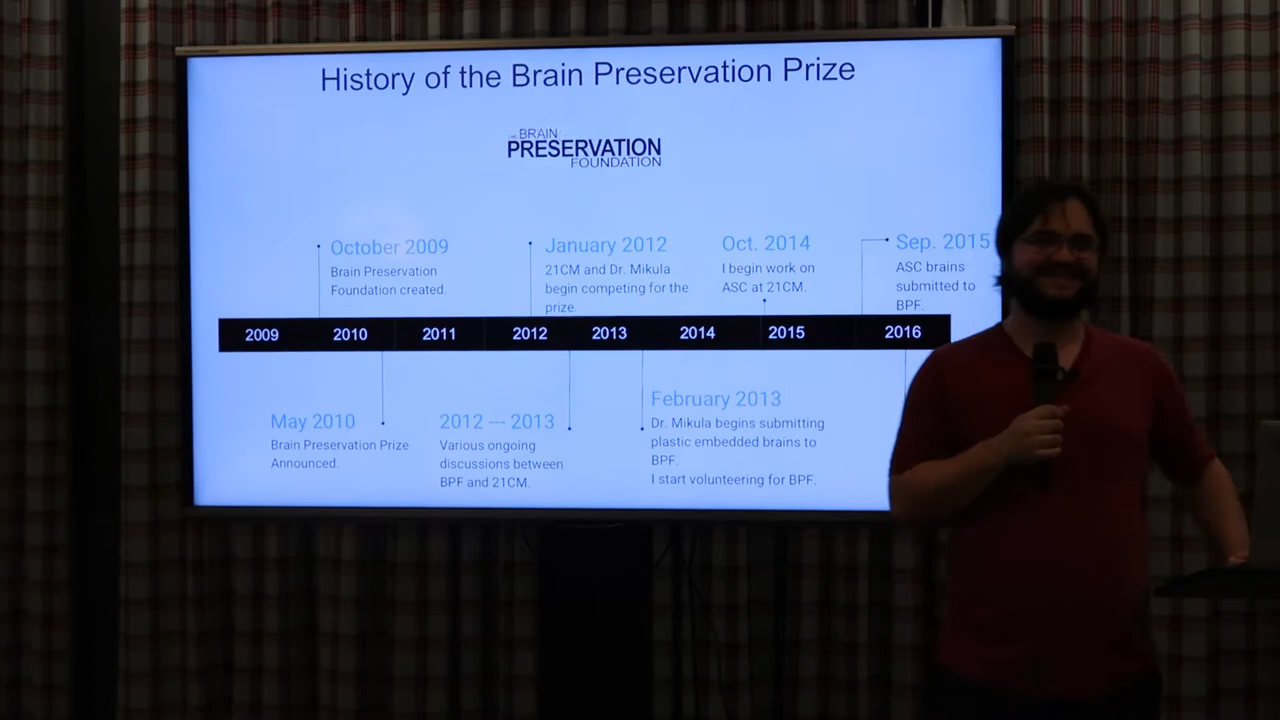 History of the Brain Preservation Prize
THE BRAIN
PRESERVATION
FOUNDATION
October 2009
Brain Preservation
Foundation created.
January 2012
21CM and Dr. Mikula
begin competing for the
prize.
Oct. 2014
I begin work on
ASC at 21CM.
Sep. 2015
ASC brains
submitted to
BPF.
2009 2010 2011 2012 2013 2014 2015 2016
May 2010
Brain Preservation Prize
Announced.
2012 –- 2013
Various ongoing
discussions between
BPF and 21CM.
February 2013
Dr. Mikula begins submitting
plastic embedded brains to
BPF.
I start volunteering for BPF.